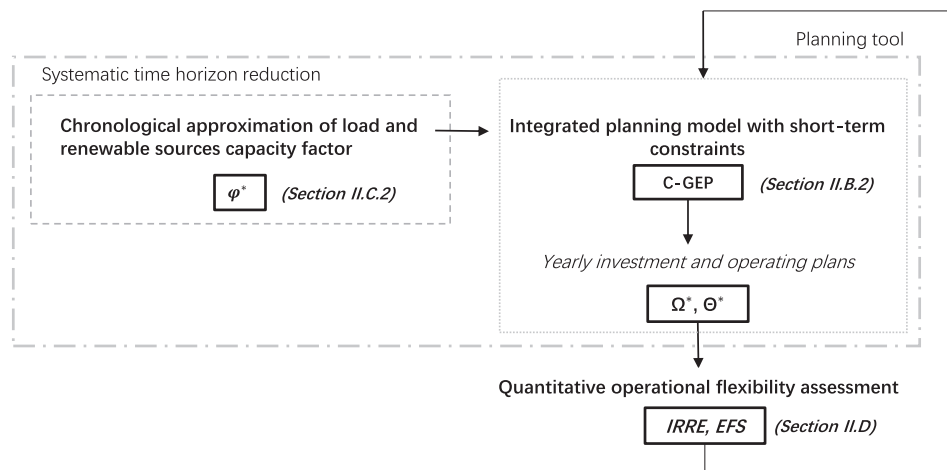 Planning tool
Systematic time horizon reduction
Chronological approximation of load and
renewable sources capacity factor
φ*
(Section II.C.2)
Integrated planning model with short-term
constraints
C-GEP
(Section II.B.2)
Yearly investment and operating plans
Ω*, Θ*
Quantitative operational flexibility assessment
IRRE, EFS
(Section II.D)